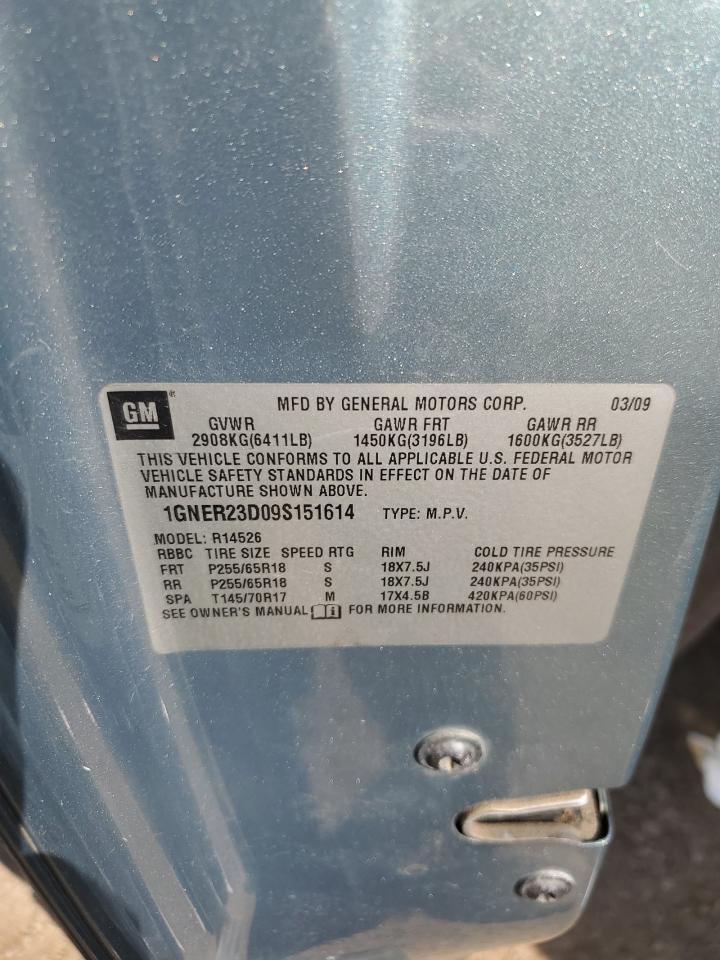 GM®
MFD BY GENERAL MOTORS CORP. 03/09
GVWR GAWR FRT GAWR RR
2908KG(6411LB) 1450KG(3196LB) 1600KG(3527LB)
THIS VEHICLE CONFORMS TO ALL APPLICABLE U.S. FEDERAL MOTOR
VEHICLE SAFETY STANDARDS IN EFFECT ON THE DATE OF
MANUFACTURE SHOWN ABOVE.
1GNER23D09S151614 TYPE: M.P.V.
MODEL: R14526
RBBC TIRE SIZE SPEED RTG RIM COLD TIRE PRESSURE
FRT P255/65R18 S 18X7.5J 240KPA(35PSI)
RR P255/65R18 S 18X7.5J 240KPA(35PSI)
SPA T145/70R17 M 17X4.5B 420KPA(60PSI)
SEE OWNER'S MANUAL FOR MORE INFORMATION.